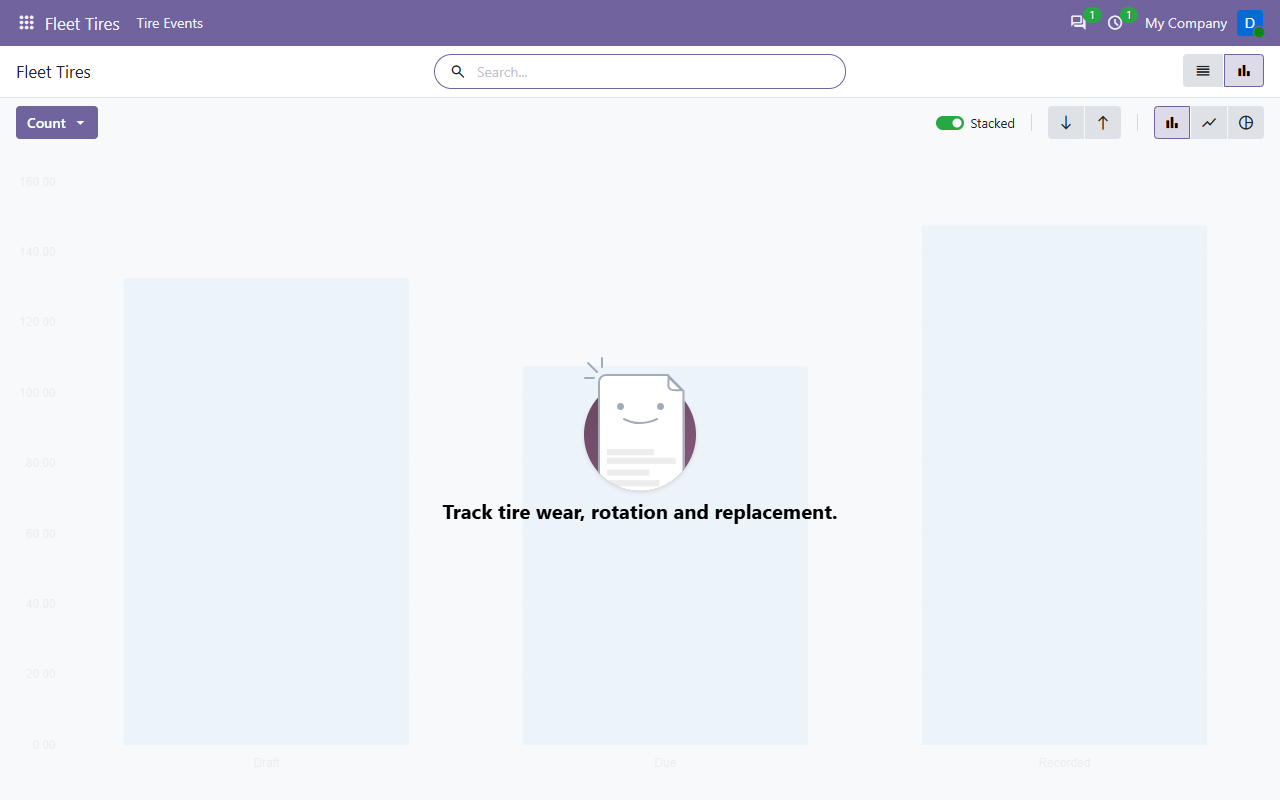 Fleet Tires Tire Events 1 1 My Company D
Fleet Tires Search...
Count Stacked
160.00
140.00
120.00
100.00
80.00
Track tire wear, rotation and replacement.
60.00
40.00
20.00
0.00
Draft Due Recorded